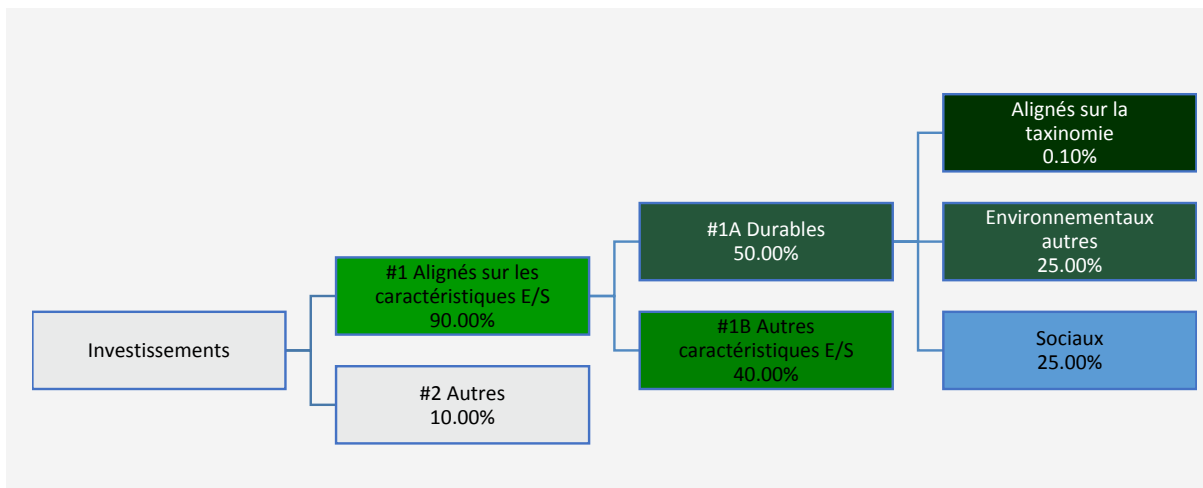 Investissements
#1 Alignés sur les
caractéristiques E/S
90.00%
#2 Autres
10.00%
#1A Durables
50.00%
#1B Autres
caractéristiques E/S
40.00%
Alignés sur la
taxinomie
0.10%
Environnementaux
autres
25.00%
Sociaux
25.00%